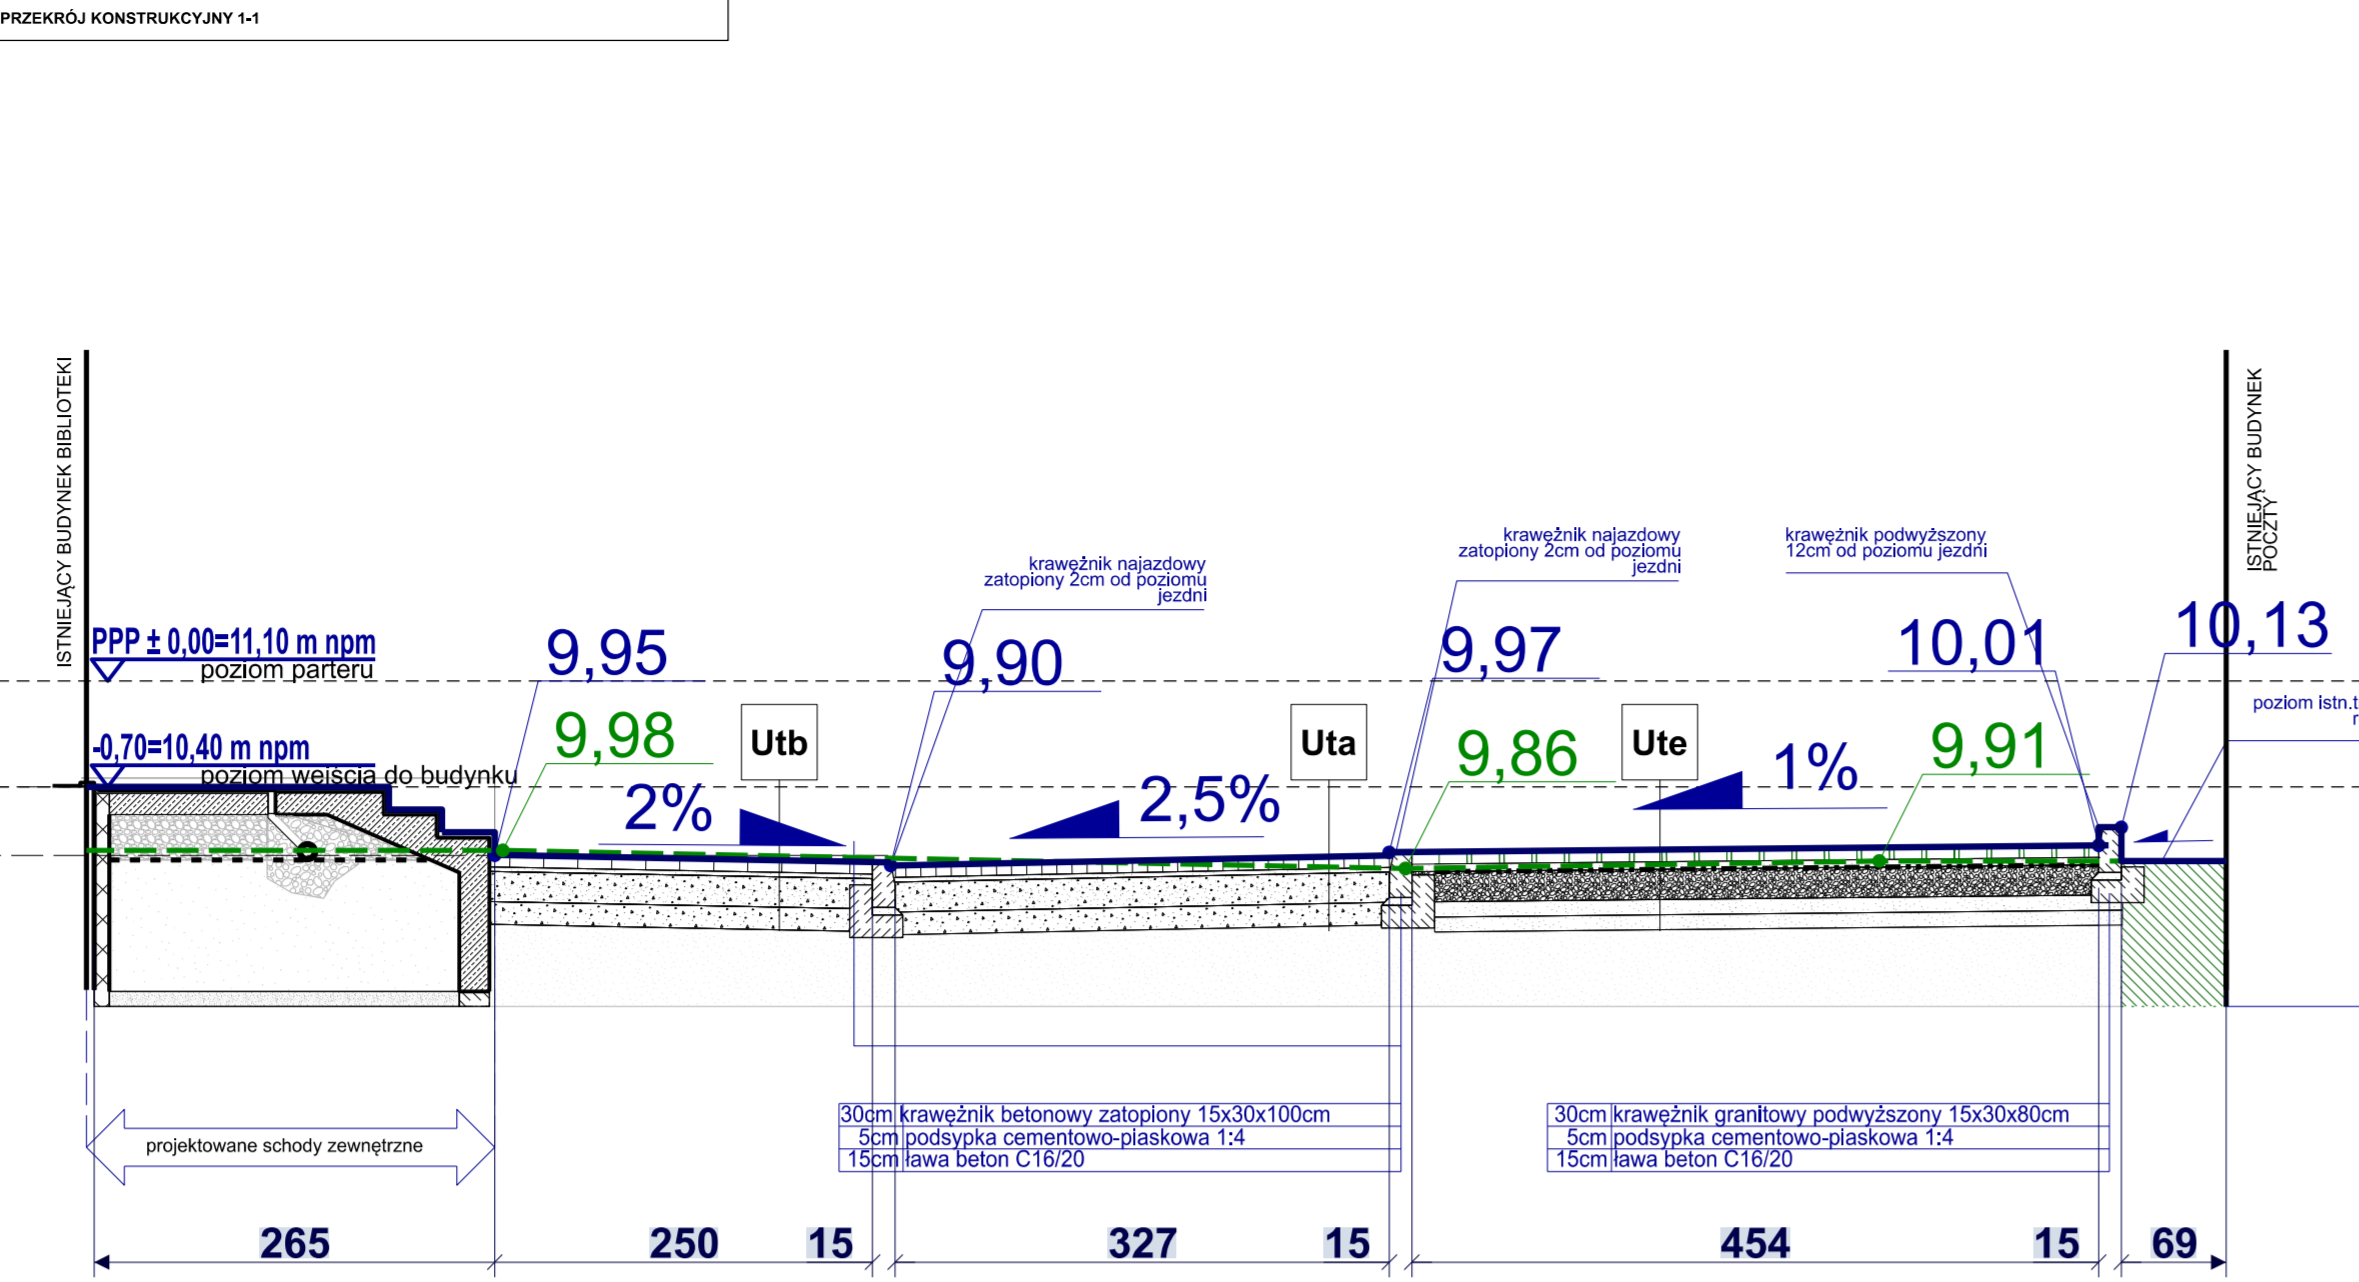 PRZEKRÓJ KONSTRUKCYJNY 1-1
ISTNIEJĄCY BUDYNEK BIBLIOTEKI
ISTNIEJĄCY BUDYNEK
POCZTY
krawężnik najazdowy
zatopiony 2cm od poziomu
jezdni
krawężnik najazdowy
zatopiony 2cm od poziomu
jezdni
krawężnik podwyższony
12cm od poziomu jezdni
PPP ± 0,00=11,10 m npm
poziom parteru
9,95
9,90
9,97
10,01
10,13
poziom istn.t
r
-0,70=10,40 m npm
poziom wejścia do budynku
9,98
Utb
Uta
9,86
Ute
9,91
2%
2,5%
1%
projektowane schody zewnętrzne
30cm krawężnik betonowy zatopiony 15x30x100cm
5cm podsypka cementowo-piaskowa 1:4
15cm ława beton C16/20
30cm krawężnik granitowy podwyższony 15x30x80cm
5cm podsypka cementowo-piaskowa 1:4
15cm ława beton C16/20
265 250 15 327 15 454 15 69